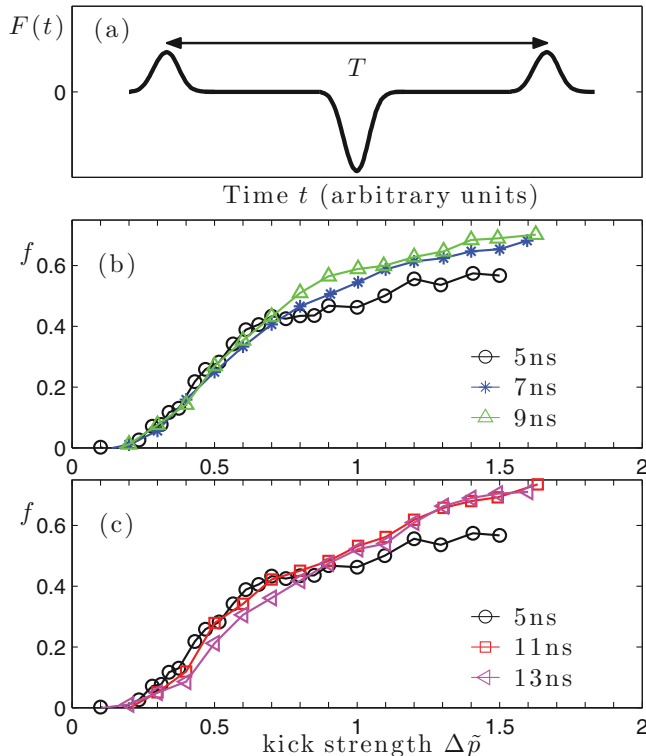 F(t)
(a)
T
0
Time t (arbitrary units)
f
(b)
0.6
0.4
0.2
0
5ns
7ns
9ns
0 0.5 1 1.5 2
f
(c)
0.6
0.4
0.2
0
5ns
11ns
13ns
0 0.5 1 1.5 2
kick strength Δp̃